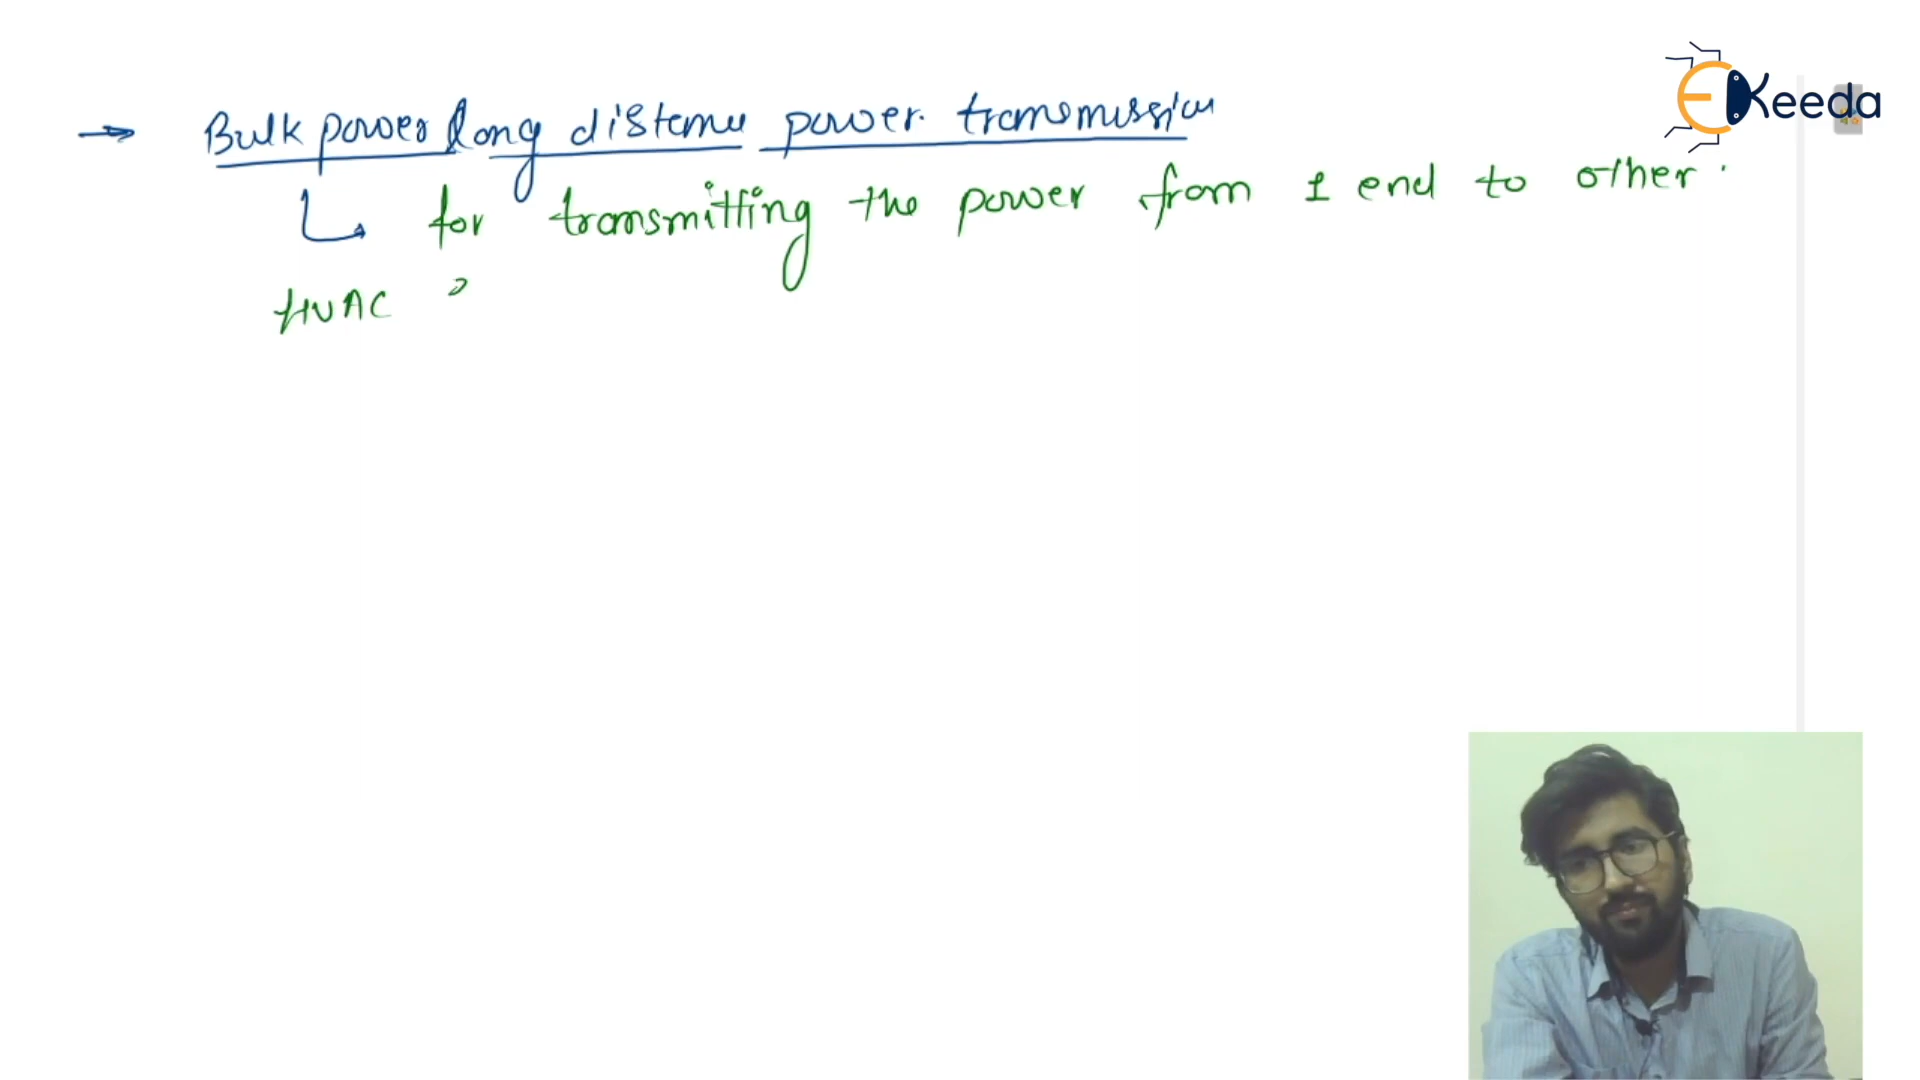 EKeeda
→ Bulk power long distance power transmission
↳ for transmitting the power from 1 end to other.
HVAC